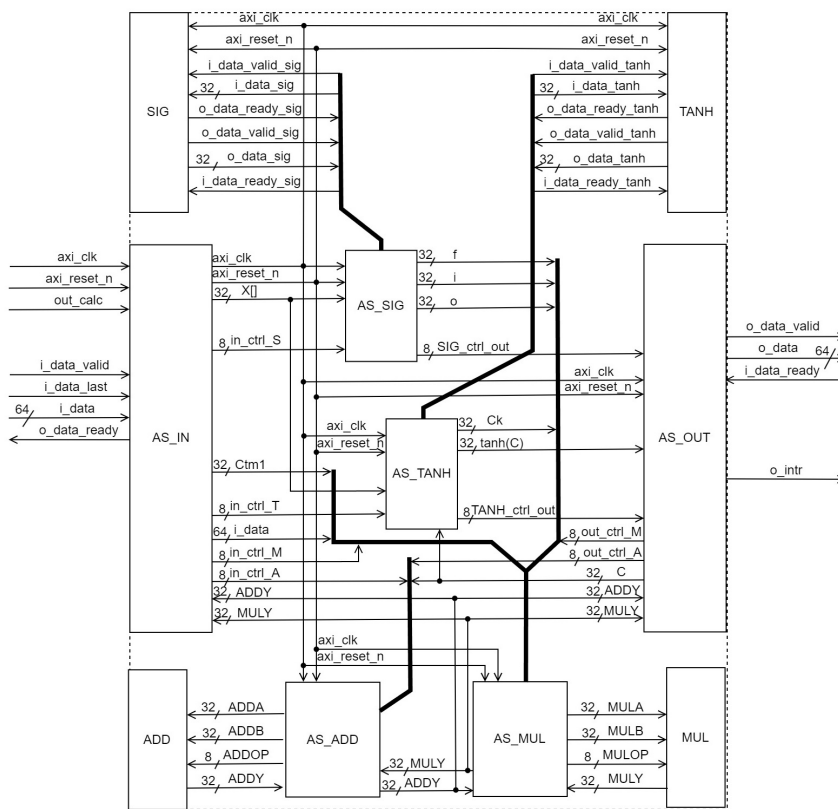 axi_clk axi_clk
axi_reset_n axi_reset_n
i_data_valid_sig i_data_valid_tanh
32 i_data_sig 32 i_data_tanh
SIG o_data_ready_sig o_data_ready_tanh TANH
o_data_valid_sig o_data_valid_tanh
32 o_data_sig 32 o_data_tanh
i_data_ready_sig i_data_ready_tanh
axi_clk axi_clk 32 f
axi_reset_n axi_reset_n 32 i
out_calc 32 X[] AS_SIG 32 o
o_data_valid
in_ctrl_S 8 8 SIG_ctrl_out o_data 64
i_data_valid axi_clk i_data_ready
i_data_last axi_reset_n
64 i_data
o_data_ready axi_clk 32 Ck
AS_IN axi_reset_n 32 tanh(C) AS_OUT
32 Ctm1 AS_TANH o_intr
8 in_ctrl_T 8 TANH_ctrl_out
64 i_data 8 out_ctrl_M
8 in_ctrl_M 8 out_ctrl_A
8 in_ctrl_A 32 C
32 ADDY 32 ADDY
32 MULY 32 MULY
axi_clk
axi_reset_n
32 ADDA 32 MULA
ADD 32 ADDB AS_ADD AS_MUL 32 MULB MUL
8 ADDOP 32 MULY 8 MULOP
32 ADDY 32 ADDY 32 MULY